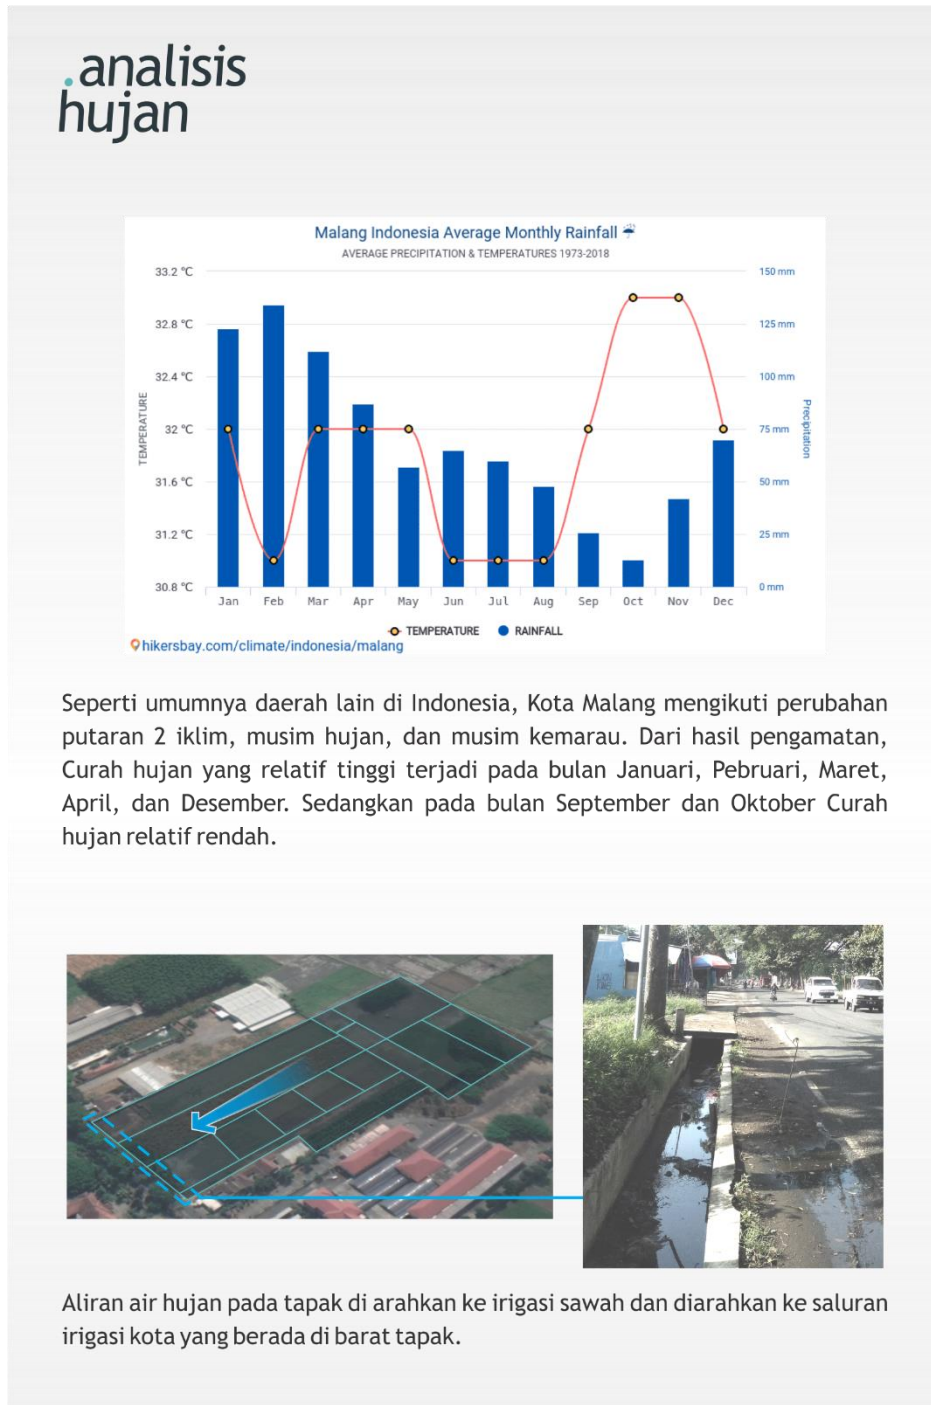 .analisis
hujan
Malang Indonesia Average Monthly Rainfall ☔
AVERAGE PRECIPITATION & TEMPERATURES 1973-2018
33.2 °C
150 mm
32.8 °C
125 mm
32.4 °C
100 mm
32 °C
75 mm
31.6 °C
50 mm
31.2 °C
25 mm
30.8 °C
0 mm
TEMPERATURE
Precipitation
Jan Feb Mar Apr May Jun Jul Aug Sep Oct Nov Dec
TEMPERATURE RAINFALL
hikersbay.com/climate/indonesia/malang
Seperti umumnya daerah lain di Indonesia, Kota Malang mengikuti perubahan
putaran 2 iklim, musim hujan, dan musim kemarau. Dari hasil pengamatan,
Curah hujan yang relatif tinggi terjadi pada bulan Januari, Pebruari, Maret,
April, dan Desember. Sedangkan pada bulan September dan Oktober Curah
hujan relatif rendah.
Aliran air hujan pada tapak di arahkan ke irigasi sawah dan diarahkan ke saluran
irigasi kota yang berada di barat tapak.